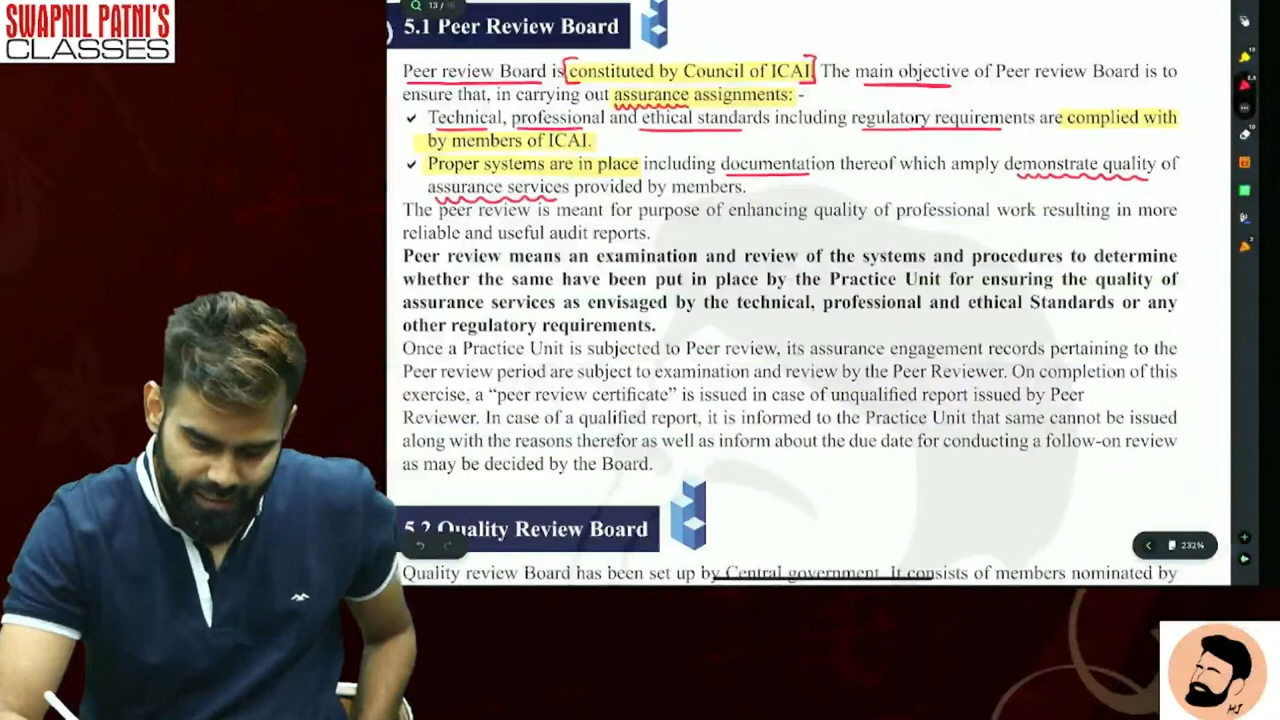 SWAPNIL PATNI'S
CLASSES
13 / 16
5.1 Peer Review Board
Peer review Board is constituted by Council of ICAI. The main objective of Peer review Board is to
ensure that, in carrying out assurance assignments: -
✓ Technical, professional and ethical standards including regulatory requirements are complied with
by members of ICAI.
✓ Proper systems are in place including documentation thereof which amply demonstrate quality of
assurance services provided by members.
The peer review is meant for purpose of enhancing quality of professional work resulting in more
reliable and useful audit reports.
Peer review means an examination and review of the systems and procedures to determine
whether the same have been put in place by the Practice Unit for ensuring the quality of
assurance services as envisaged by the technical, professional and ethical Standards or any
other regulatory requirements.
Once a Practice Unit is subjected to Peer review, its assurance engagement records pertaining to the
Peer review period are subject to examination and review by the Peer Reviewer. On completion of this
exercise, a “peer review certificate” is issued in case of unqualified report issued by Peer
Reviewer. In case of a qualified report, it is informed to the Practice Unit that same cannot be issued
along with the reasons therefor as well as inform about the due date for conducting a follow-on review
as may be decided by the Board.
5.2 Quality Review Board
232%
Quality review Board has been set up by Central government. It consists of members nominated by